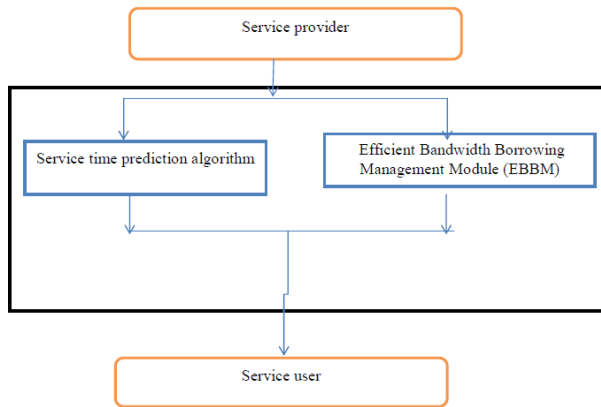 Service provider
Service time prediction algorithm
Efficient Bandwidth Borrowing
Management Module (EBBM)
Service user